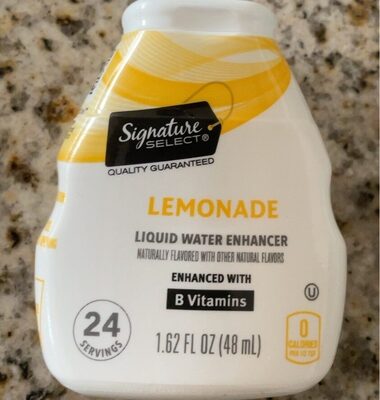 Signature
SELECT®
QUALITY GUARANTEED
LEMONADE
LIQUID WATER ENHANCER
NATURALLY FLAVORED WITH OTHER NATURAL FLAVORS
ENHANCED WITH
B Vitamins
U
24
SERVINGS
1.62 FL OZ (48 mL)
0
CALORIES